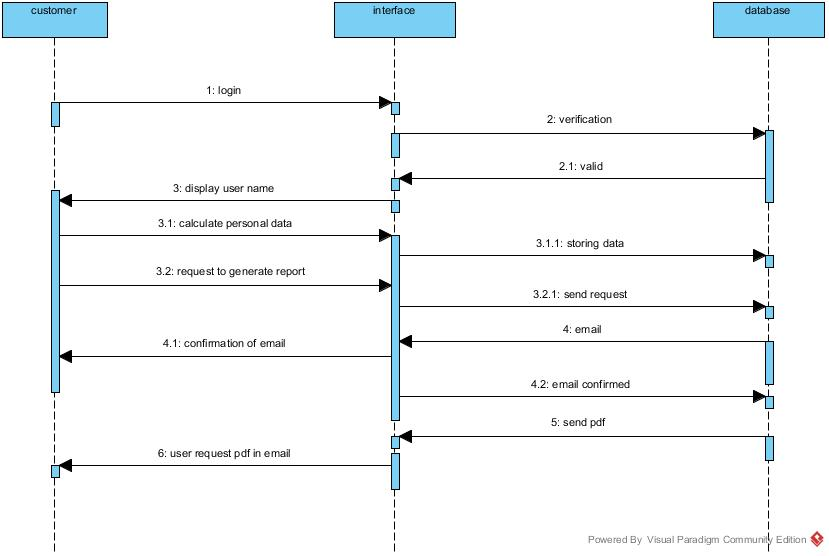 customer
interface
database
1: login
2: verification
2.1: valid
3: display user name
3.1: calculate personal data
3.1.1: storing data
3.2: request to generate report
3.2.1: send request
4: email
4.1: confirmation of email
4.2: email confirmed
5: send pdf
6: user request pdf in email
Powered By Visual Paradigm Community Edition